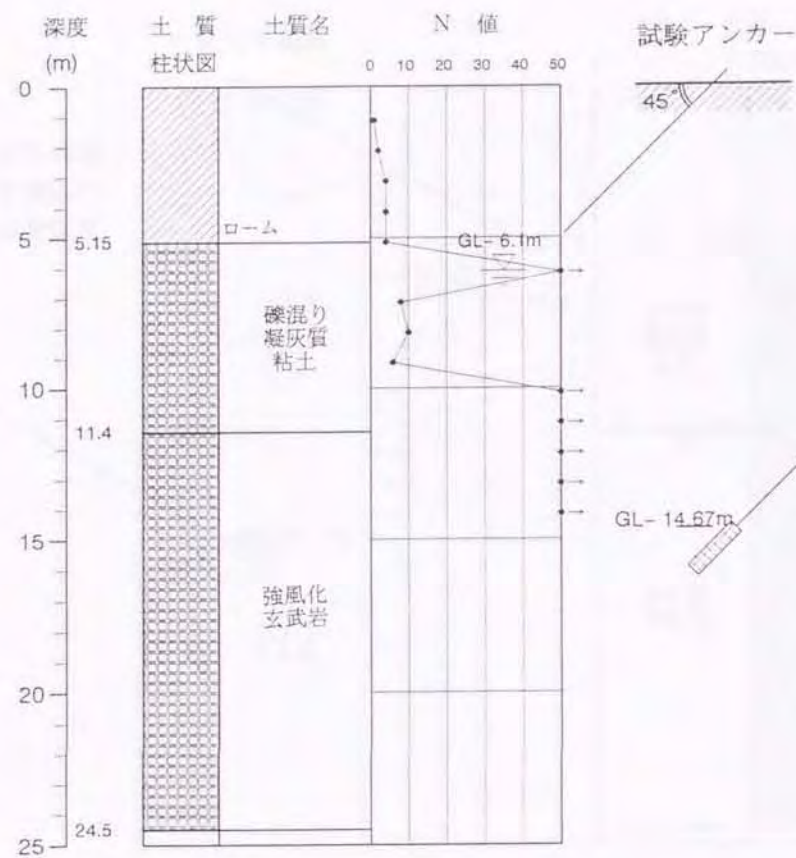 深度
(m)
土 質
柱状図
土質名
N 値
試験アンカー
0 10 20 30 40 50
0
45°
ローム
5
5.15
GL- 6.1m
礫混り
凝灰質
粘土
10
11.4
GL- 14.67m
15
強風化
玄武岩
20
24.5
25